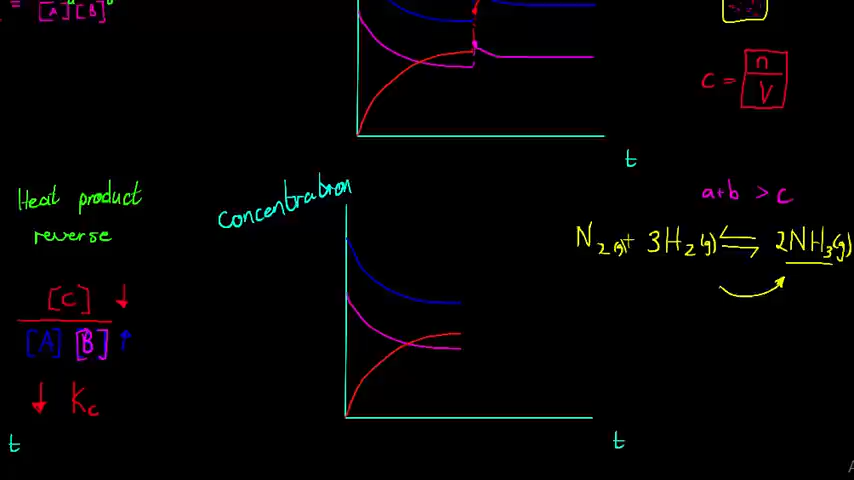 =
[A]ᵃ[B]ᵇ
c = n
V
t
Heat product
reverse
concentration
a+b > c
N₂(g) + 3H₂(g) ⇌ 2NH₃(g)
[C] ↓
[A] [B] ↑
↓ Kc
t
t